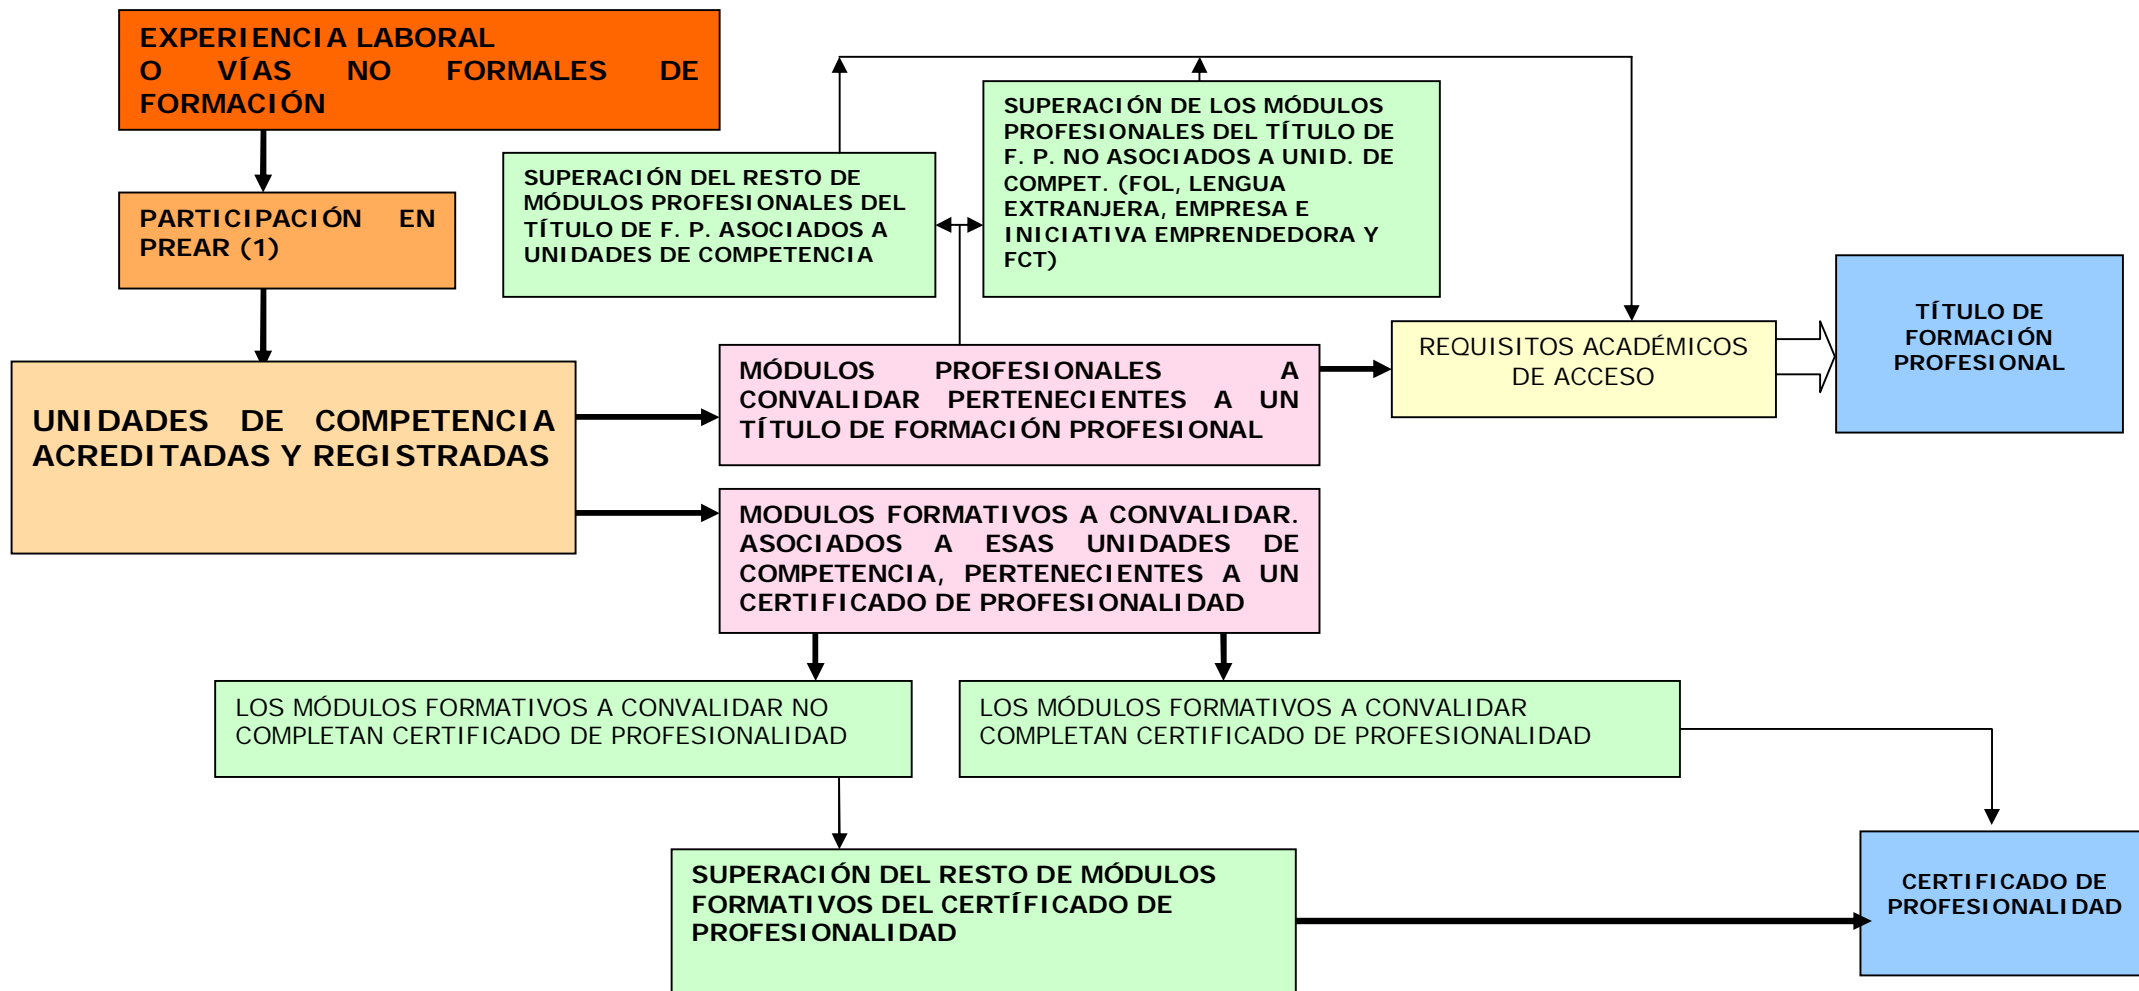 EXPERIENCIA LABORAL
O VÍAS NO FORMALES DE
FORMACIÓN
PARTICIPACIÓN EN
PREAR (1)
UNIDADES DE COMPETENCIA
ACREDITADAS Y REGISTRADAS
SUPERACIÓN DEL RESTO DE
MÓDULOS PROFESIONALES DEL
TÍTULO DE F. P. ASOCIADOS A
UNIDADES DE COMPETENCIA
SUPERACIÓN DE LOS MÓDULOS
PROFESIONALES DEL TÍTULO DE
F. P. NO ASOCIADOS A UNID. DE
COMPET. (FOL, LENGUA
EXTRANJERA, EMPRESA E
INICIATIVA EMPRENDEDORA Y
FCT)
MÓDULOS PROFESIONALES A
CONVALIDAR PERTENECIENTES A UN
TÍTULO DE FORMACIÓN PROFESIONAL
REQUISITOS ACADÉMICOS
DE ACCESO
TÍTULO DE
FORMACIÓN
PROFESIONAL
MODULOS FORMATIVOS A CONVALIDAR.
ASOCIADOS A ESAS UNIDADES DE
COMPETENCIA, PERTENECIENTES A UN
CERTIFICADO DE PROFESIONALIDAD
LOS MÓDULOS FORMATIVOS A CONVALIDAR NO
COMPLETAN CERTIFICADO DE PROFESIONALIDAD
LOS MÓDULOS FORMATIVOS A CONVALIDAR
COMPLETAN CERTIFICADO DE PROFESIONALIDAD
SUPERACIÓN DEL RESTO DE MÓDULOS
FORMATIVOS DEL CERTÍFICADO DE
PROFESIONALIDAD
CERTIFICADO DE
PROFESIONALIDAD